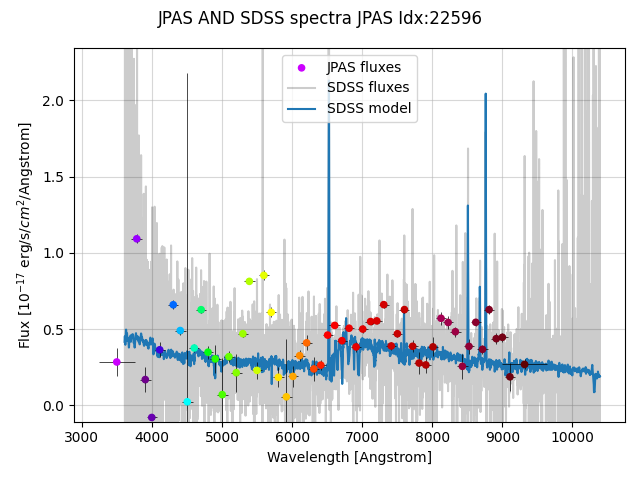 JPAS AND SDSS spectra JPAS Idx:22596
JPAS fluxes
SDSS fluxes
SDSS model
Flux [10⁻¹⁷ erg/s/cm²/Angstrom]
2.0
1.5
1.0
0.5
0.0
3000 4000 5000 6000 7000 8000 9000 10000
Wavelength [Angstrom]